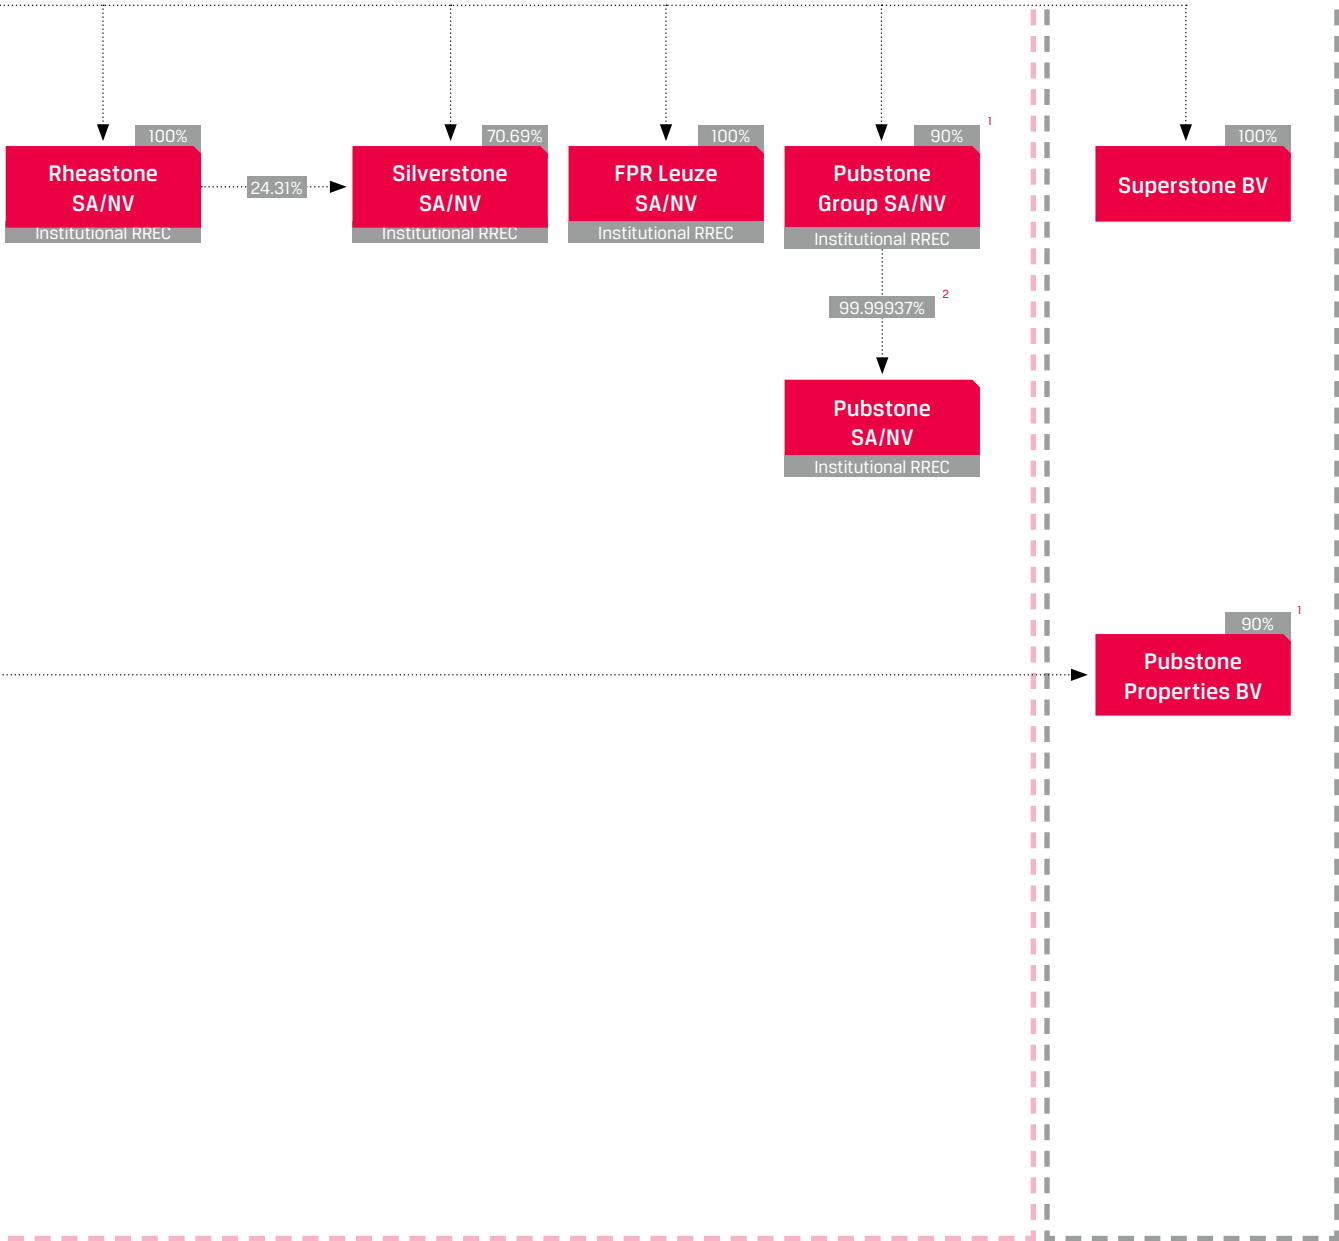 100%
Rheastone
SA/NV
Institutional RREC
24.31%
70.69%
Silverstone
SA/NV
Institutional RREC
100%
FPR Leuze
SA/NV
Institutional RREC
90% 1
Pubstone
Group SA/NV
Institutional RREC
99.99937% 2
Pubstone
SA/NV
Institutional RREC
100%
Superstone BV
90% 1
Pubstone
Properties BV